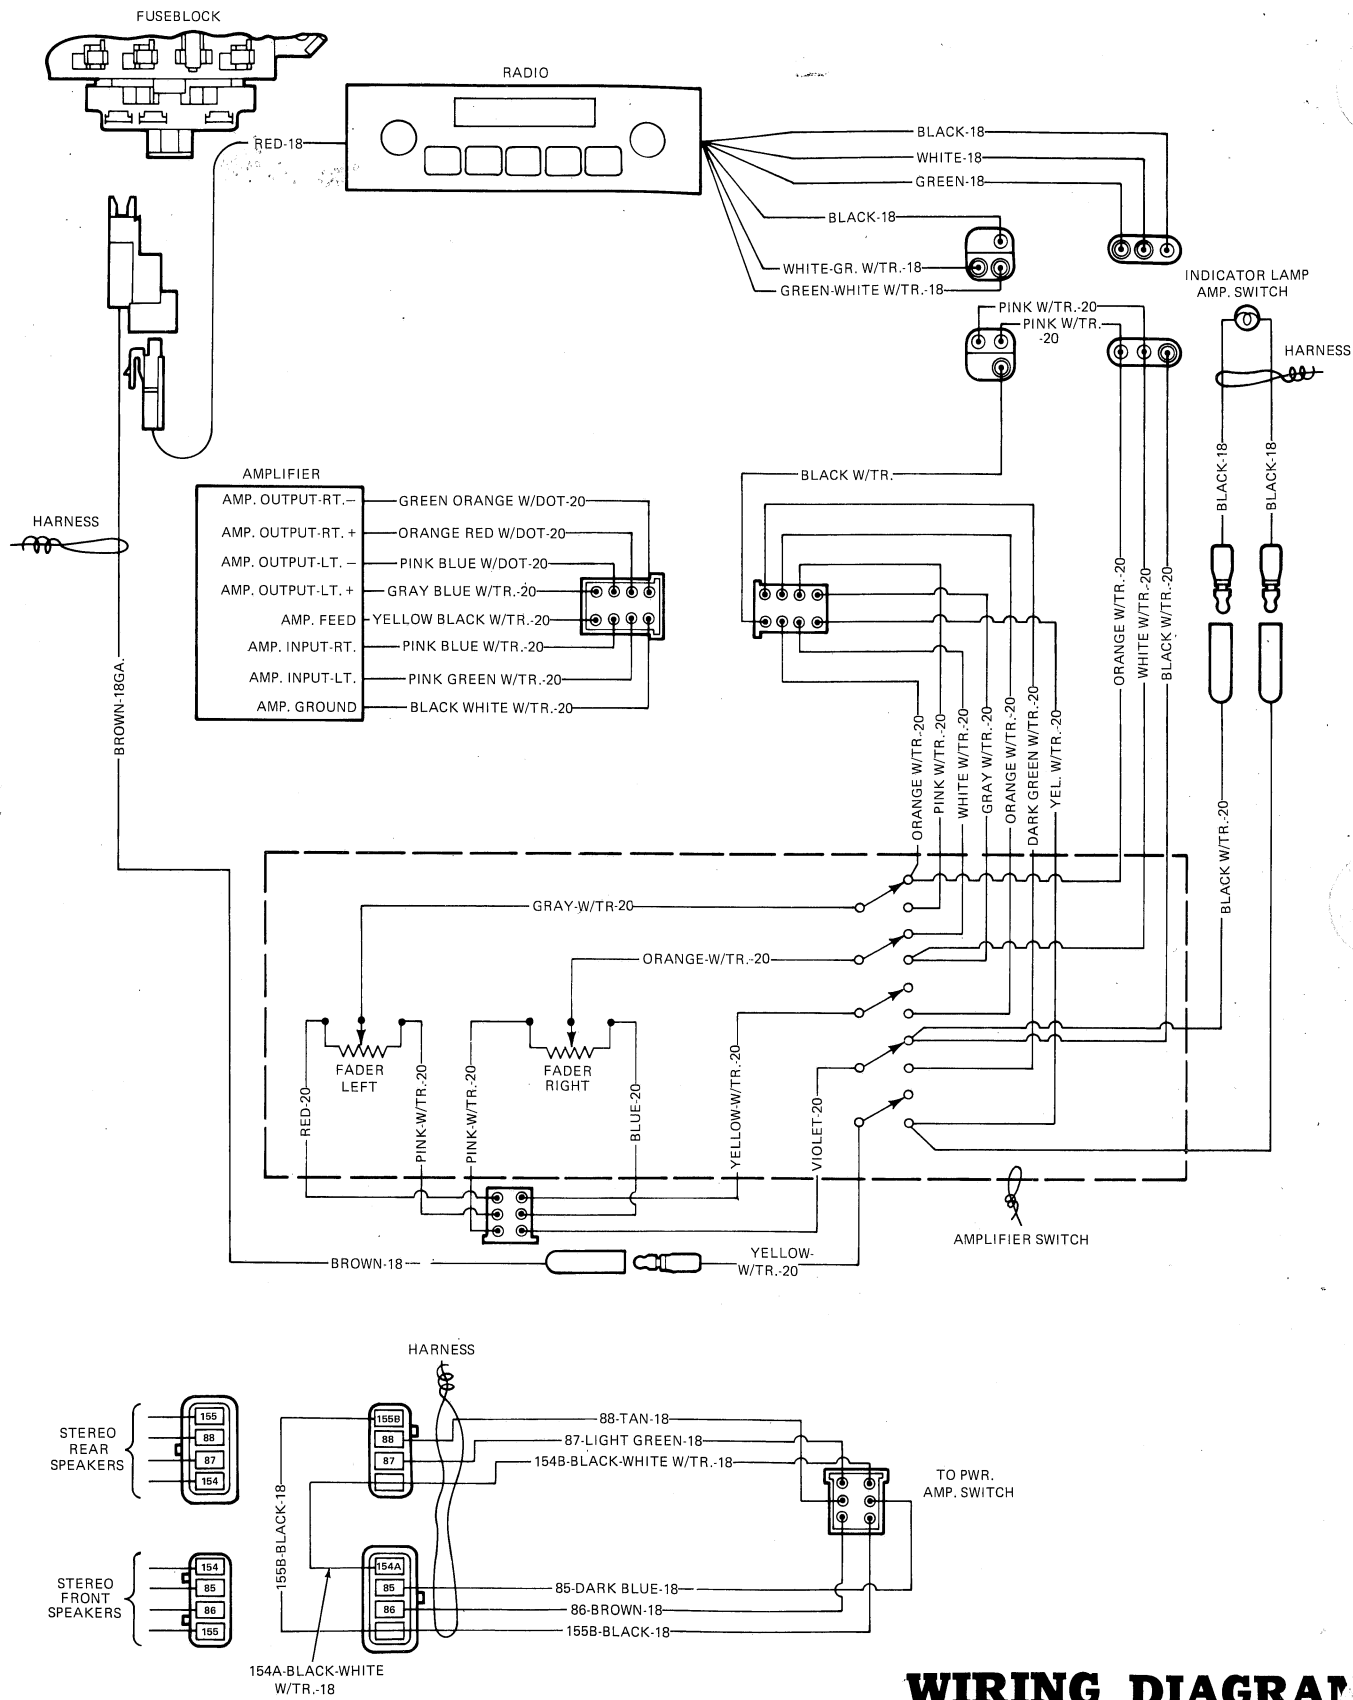 FUSEBLOCK
RADIO
RED-18
BLACK-18
WHITE-18
GREEN-18
BLACK-18
WHITE-GR. W/TR.-18
GREEN-WHITE W/TR.-18
INDICATOR LAMP
AMP. SWITCH
PINK W/TR.-20
PINK W/TR.
-20
HARNESS
BLACK-18
BLACK-18
AMPLIFIER
BLACK W/TR.
AMP. OUTPUT-RT.-
GREEN ORANGE W/DOT-20
AMP. OUTPUT-RT. +
ORANGE RED W/DOT-20
AMP. OUTPUT-LT. -
PINK BLUE W/DOT-20
AMP. OUTPUT-LT. +
GRAY BLUE W/TR.-20
AMP. FEED
YELLOW BLACK W/TR.-20
AMP. INPUT-RT.
PINK BLUE W/TR.-20
AMP. INPUT-LT.
PINK GREEN W/TR.-20
AMP. GROUND
BLACK WHITE W/TR.-20
HARNESS
BROWN-18GA.
ORANGE W/TR.-20
WHITE W/TR.-20
BLACK W/TR.-20
ORANGE W/TR.-20
PINK W/TR.-20
WHITE W/TR.-20
GRAY W/TR.-20
ORANGE W/TR.-20
DARK GREEN W/TR.-20
YEL. W/TR.-20
BLACK W/TR.-20
GRAY-W/TR-20
ORANGE-W/TR.-20
FADER
LEFT
FADER
RIGHT
RED-20
PINK-W/TR.-20
PINK-W/TR.-20
BLUE-20
YELLOW-W/TR.-20
VIOLET-20
AMPLIFIER SWITCH
BROWN-18
YELLOW-
W/TR.-20
HARNESS
STEREO
REAR
SPEAKERS
155
88
87
154
155B
88
87
88-TAN-18
87-LIGHT GREEN-18
154B-BLACK-WHITE W/TR.-18
TO PWR.
AMP. SWITCH
155B-BLACK-18
STEREO
FRONT
SPEAKERS
154
85
86
155
154A
85
86
85-DARK BLUE-18
86-BROWN-18
155B-BLACK-18
154A-BLACK-WHITE
W/TR.-18
WIRING DIAGRAM